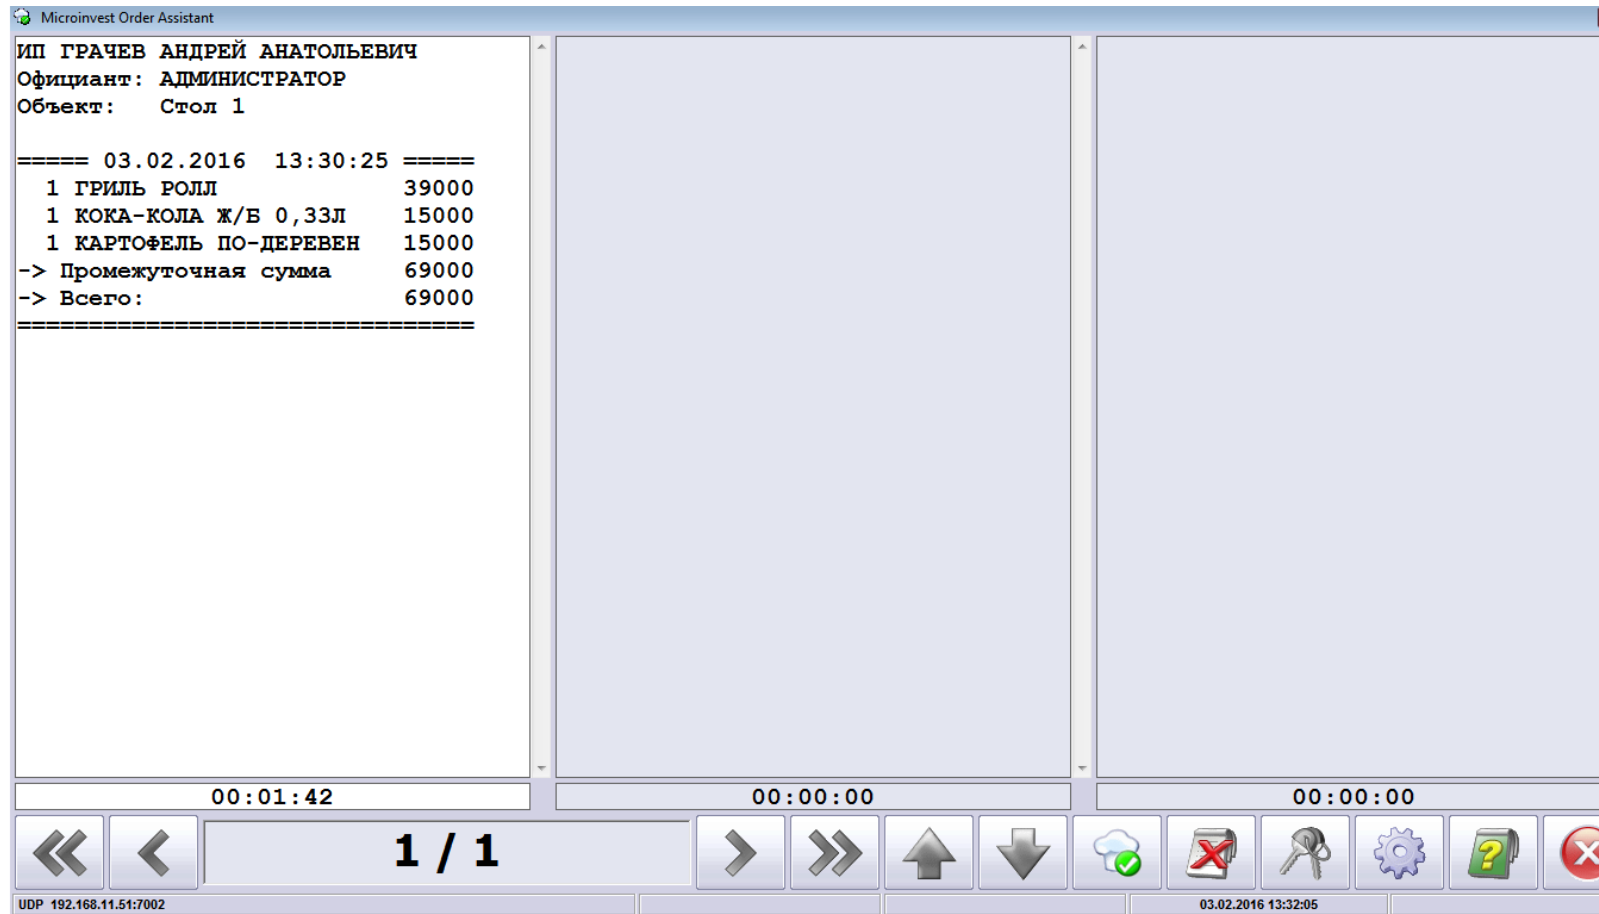 Microinvest Order Assistant
ИП ГРАЧЕВ АНДРЕЙ АНАТОЛЬЕВИЧ
Официант: АДМИНИСТРАТОР
Объект: Стол 1
===== 03.02.2016 13:30:25 =====
1 ГРИЛЬ РОЛЛ 39000
1 КОКА-КОЛА Ж/Б 0,33Л 15000
1 КАРТОФЕЛЬ ПО-ДЕРЕВЕН 15000
-> Промежуточная сумма 69000
-> Всего: 69000
================================
00:01:42 00:00:00 00:00:00
1 / 1
UDP 192.168.11.51:7002 03.02.2016 13:32:05